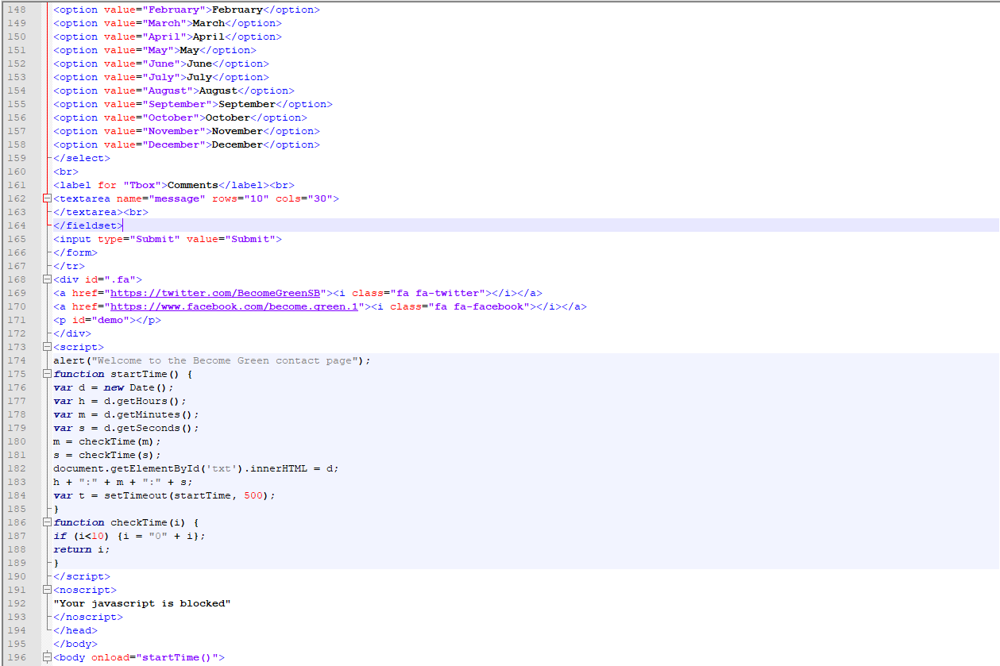 148 <option value="February">February</option>
149 <option value="March">March</option>
150 <option value="April">April</option>
151 <option value="May">May</option>
152 <option value="June">June</option>
153 <option value="July">July</option>
154 <option value="August">August</option>
155 <option value="September">September</option>
156 <option value="October">October</option>
157 <option value="November">November</option>
158 <option value="December">December</option>
159 </select>
160 <br>
161 <label for "Tbox">Comments</label><br>
162 <textarea name="message" rows="10" cols="30">
163 </textarea><br>
164 </fieldset>
165 <input type="Submit" value="Submit">
166 </form>
167 </tr>
168 <div id=".fa">
169 <a href="https://twitter.com/BecomeGreenSB"><i class="fa fa-twitter"></i></a>
170 <a href="https://www.facebook.com/become.green.1"><i class="fa fa-facebook"></i></a>
171 <p id="demo"></p>
172 </div>
173 <script>
174 alert("Welcome to the Become Green contact page");
175 function startTime() {
176 var d = new Date();
177 var h = d.getHours();
178 var m = d.getMinutes();
179 var s = d.getSeconds();
180 m = checkTime(m);
181 s = checkTime(s);
182 document.getElementById('txt').innerHTML = d;
183 h + ":" + m + ":" + s;
184 var t = setTimeout(startTime, 500);
185 }
186 function checkTime(i) {
187 if (i<10) {i = "0" + i};
188 return i;
189 }
190 </script>
191 <noscript>
192 "Your javascript is blocked"
193 </noscript>
194 </head>
195 </body>
196 <body onload="startTime()">